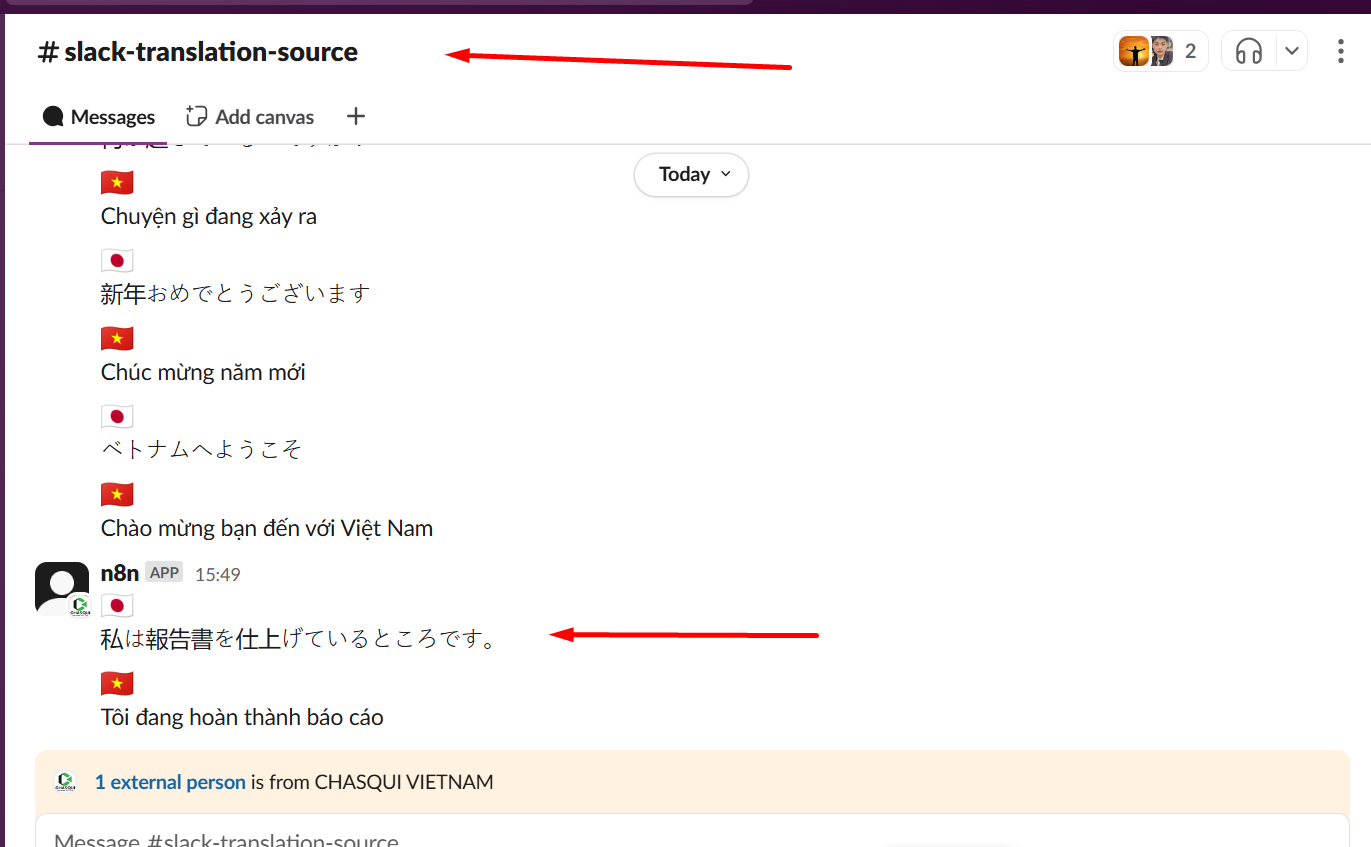 # slack-translation-source
2
Messages
Add canvas
Today
Chuyện gì đang xảy ra
新年おめでとうございます
Chúc mừng năm mới
ベトナムへようこそ
Chào mừng bạn đến với Việt Nam
n8n APP 15:49
私は報告書を仕上げているところです。
Tôi đang hoàn thành báo cáo
CHASQUI
1 external person is from CHASQUI VIETNAM
Message #slack-translation-source